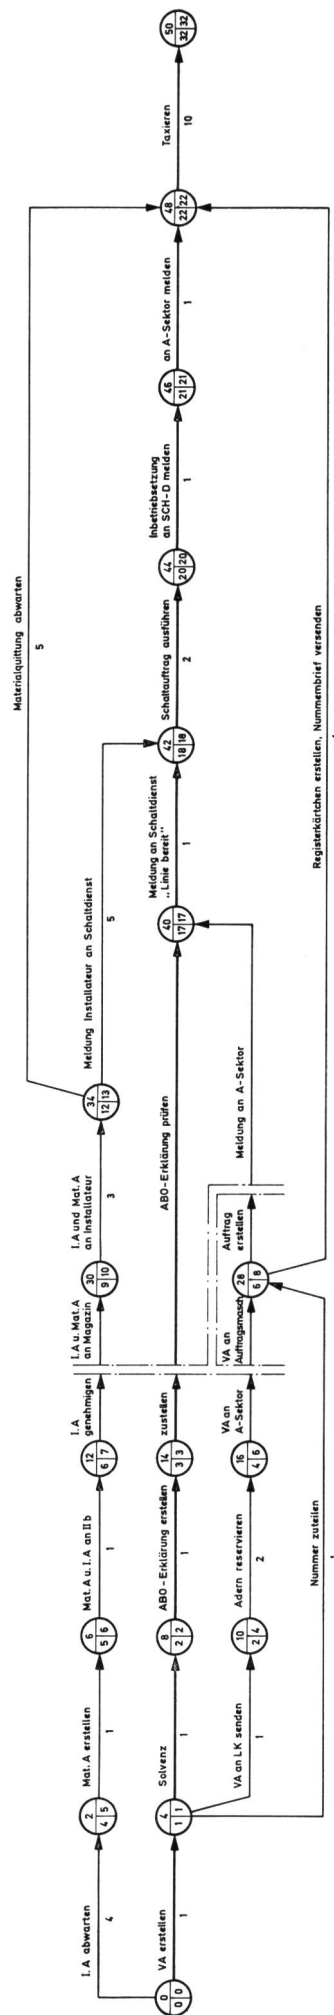 Materialquittung abwarten
5
I.A abwarten
4
2
4 5
Mat.A erstellen
1
6
5 6
Mat.A u. I.A an II b
1
12
6 7
I.A
genehmigen
I.A u. Mat.A
an Magazin
30
9 10
I.A und Mat.A
an Installateur
3
34
12 13
Meldung Installateur an Schaltdienst
5
0
0 0
VA erstellen
1
4
1 1
Solvenz
1
8
2 2
ABO-Erklärung erstellen
1
14
3 3
zustellen
ABO-Erklärung prüfen
40
17 17
Meldung an Schaltdienst
„Linie bereit"
1
42
18 18
Schaltauftrag ausführen
2
44
20 20
Inbetriebsetzung
an SCH-D melden
1
46
21 21
an A-Sektor melden
1
48
22 22
Taxieren
10
50
32 32
VA an LK senden
1
10
2 4
Adern reservieren
2
16
4 6
VA an
A-Sektor
VA an
Auftragsmasch
28
6 8
Auftrag
erstellen
Meldung an A-Sektor
Nummer zuteilen
Registerkärtchen erstellen, Nummernbrief versenden